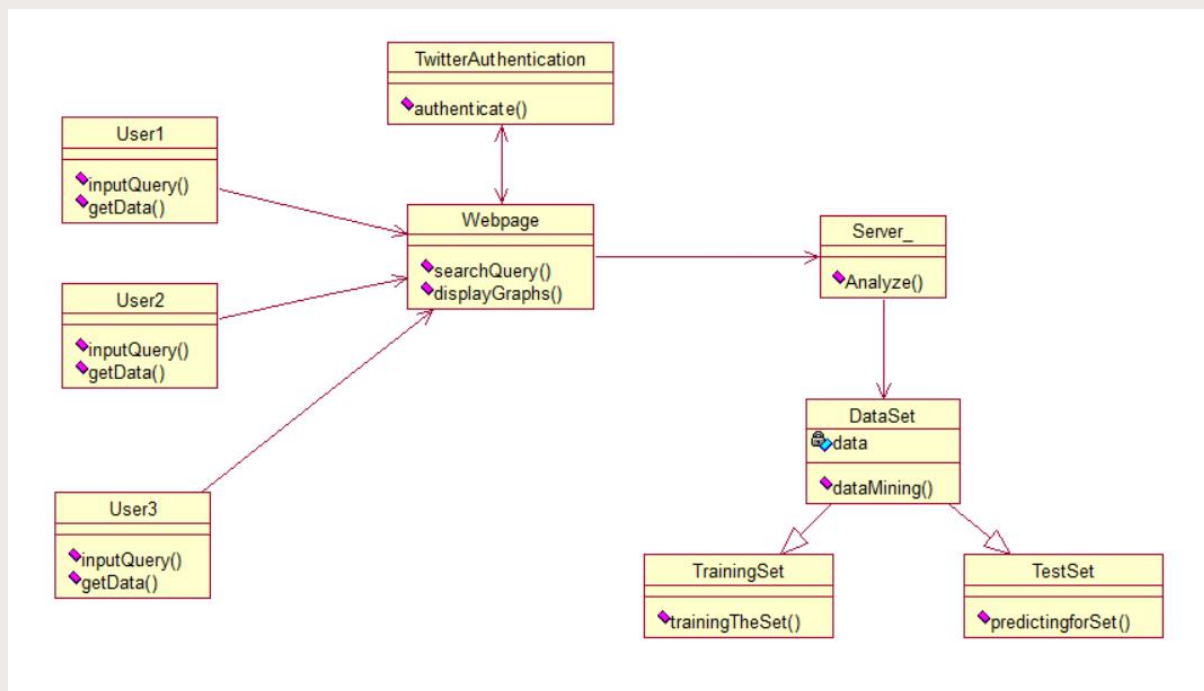 TwitterAuthentication
authenticate()
User1
inputQuery()
getData()
Webpage
searchQuery()
displayGraphs()
Server_
Analyze()
User2
inputQuery()
getData()
DataSet
data
dataMining()
User3
inputQuery()
getData()
TrainingSet
trainingTheSet()
TestSet
predictingforSet()